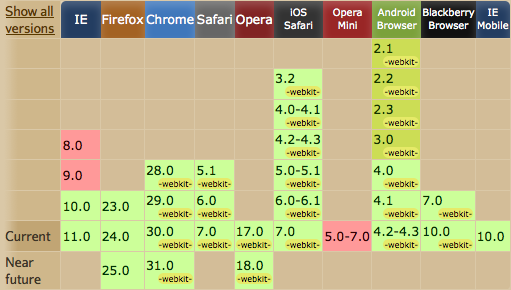 Show all versions IE Firefox Chrome Safari Opera iOS Safari Opera Mini Android Browser Blackberry Browser IE Mobile
2.1 -webkit-
3.2 -webkit- 2.2 -webkit-
4.0-4.1 -webkit- 2.3 -webkit-
8.0 4.2-4.3 -webkit- 3.0 -webkit-
9.0 28.0 -webkit- 5.1 -webkit- 5.0-5.1 -webkit- 4.0 -webkit-
10.0 23.0 29.0 -webkit- 6.0 -webkit- 6.0-6.1 -webkit- 4.1 -webkit- 7.0 -webkit-
Current 11.0 24.0 30.0 -webkit- 7.0 -webkit- 17.0 -webkit- 7.0 -webkit- 5.0-7.0 4.2-4.3 -webkit- 10.0 -webkit- 10.0
Near future 25.0 31.0 -webkit- 18.0 -webkit-